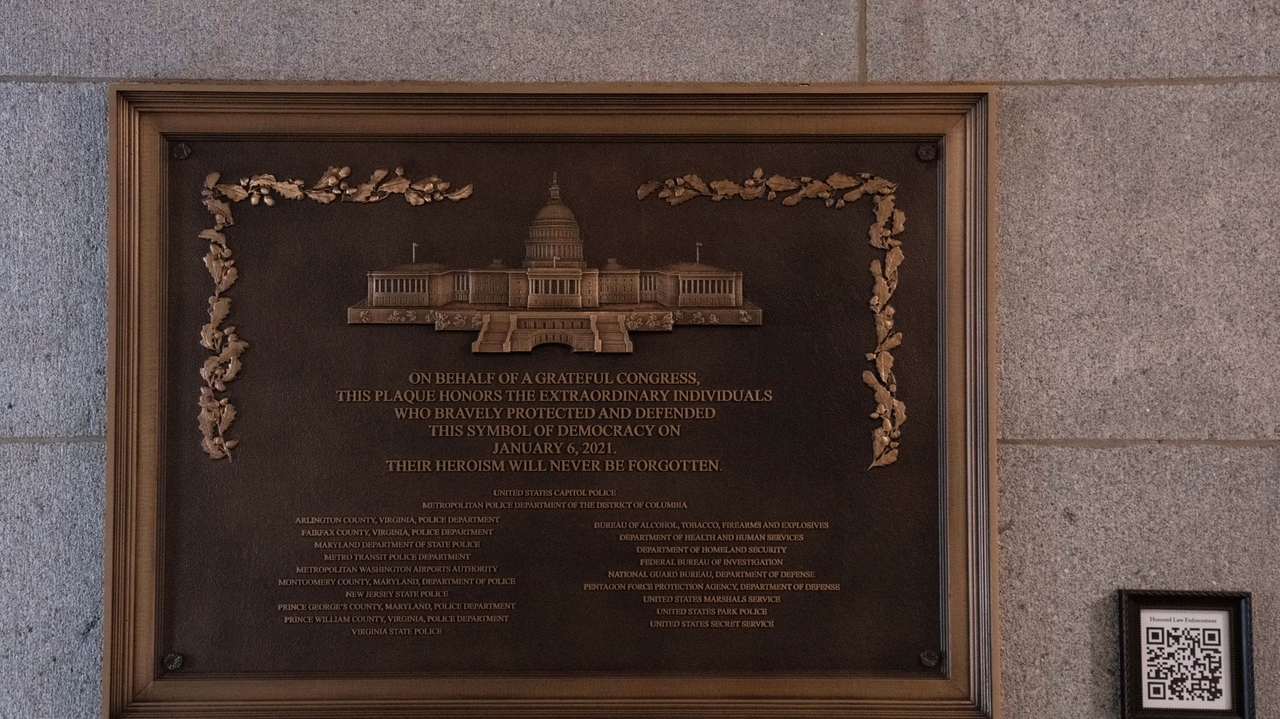 ON BEHALF OF A GRATEFUL CONGRESS,
THIS PLAQUE HONORS THE EXTRAORDINARY INDIVIDUALS
WHO BRAVELY PROTECTED AND DEFENDED
THIS SYMBOL OF DEMOCRACY ON
JANUARY 6, 2021.
THEIR HEROISM WILL NEVER BE FORGOTTEN.
UNITED STATES CAPITOL POLICE
METROPOLITAN POLICE DEPARTMENT OF THE DISTRICT OF COLUMBIA
ARLINGTON COUNTY, VIRGINIA, POLICE DEPARTMENT
FAIRFAX COUNTY, VIRGINIA, POLICE DEPARTMENT
MARYLAND DEPARTMENT OF STATE POLICE
METRO TRANSIT POLICE DEPARTMENT
METROPOLITAN WASHINGTON AIRPORTS AUTHORITY
MONTGOMERY COUNTY, MARYLAND, DEPARTMENT OF POLICE
NEW JERSEY STATE POLICE
PRINCE GEORGE'S COUNTY, MARYLAND, POLICE DEPARTMENT
PRINCE WILLIAM COUNTY, VIRGINIA, POLICE DEPARTMENT
VIRGINIA STATE POLICE
BUREAU OF ALCOHOL, TOBACCO, FIREARMS AND EXPLOSIVES
DEPARTMENT OF HEALTH AND HUMAN SERVICES
DEPARTMENT OF HOMELAND SECURITY
FEDERAL BUREAU OF INVESTIGATION
NATIONAL GUARD BUREAU, DEPARTMENT OF DEFENSE
PENTAGON FORCE PROTECTION AGENCY, DEPARTMENT OF DEFENSE
UNITED STATES MARSHALS SERVICE
UNITED STATES PARK POLICE
UNITED STATES SECRET SERVICE
Honored Law Enforcement